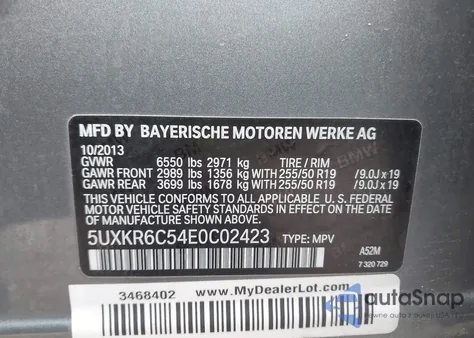 MFD BY BAYERISCHE MOTOREN WERKE AG
10/2013
GVWR 6550 lbs 2971 kg TIRE / RIM
GAWR FRONT 2989 lbs 1356 kg WITH 255/50 R19 /9.0J x 19
GAWR REAR 3699 lbs 1678 kg WITH 255/50 R19 /9.0J x 19
THIS VEHICLE CONFORMS TO ALL APPLICABLE U. S. FEDERAL
MOTOR VEHICLE SAFETY STANDARDS IN EFFECT ON THE DATE OF
MANUFACTURE SHOWN ABOVE.
5UXKR6C54E0C02423 TYPE: MPV
A52M
7 320 729
3468402 www.MyDealerLot.com
autoSnap